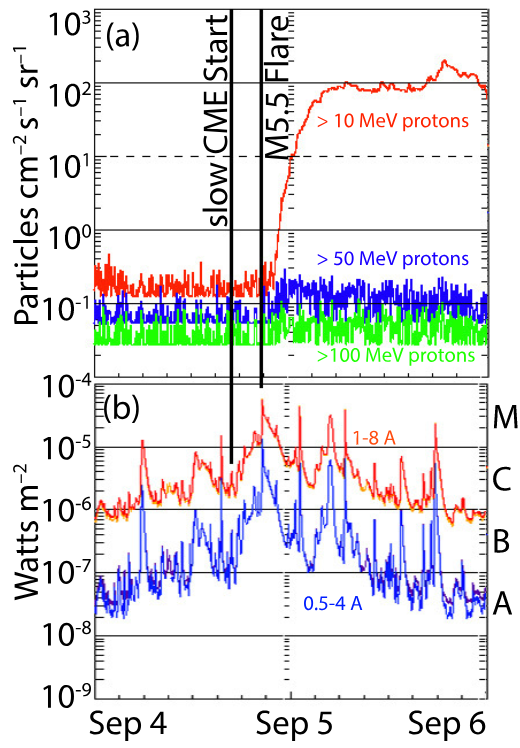 (a)
10³
10²
10¹
10⁰
10⁻¹
Particles cm⁻² s⁻¹ sr⁻¹
slow CME Start
M5.5 Flare
> 10 MeV protons
> 50 MeV protons
>100 MeV protons
(b)
10⁻⁴
10⁻⁵
10⁻⁶
10⁻⁷
10⁻⁸
10⁻⁹
Watts m⁻²
1-8 A
0.5-4 A
M
C
B
A
Sep 4 Sep 5 Sep 6